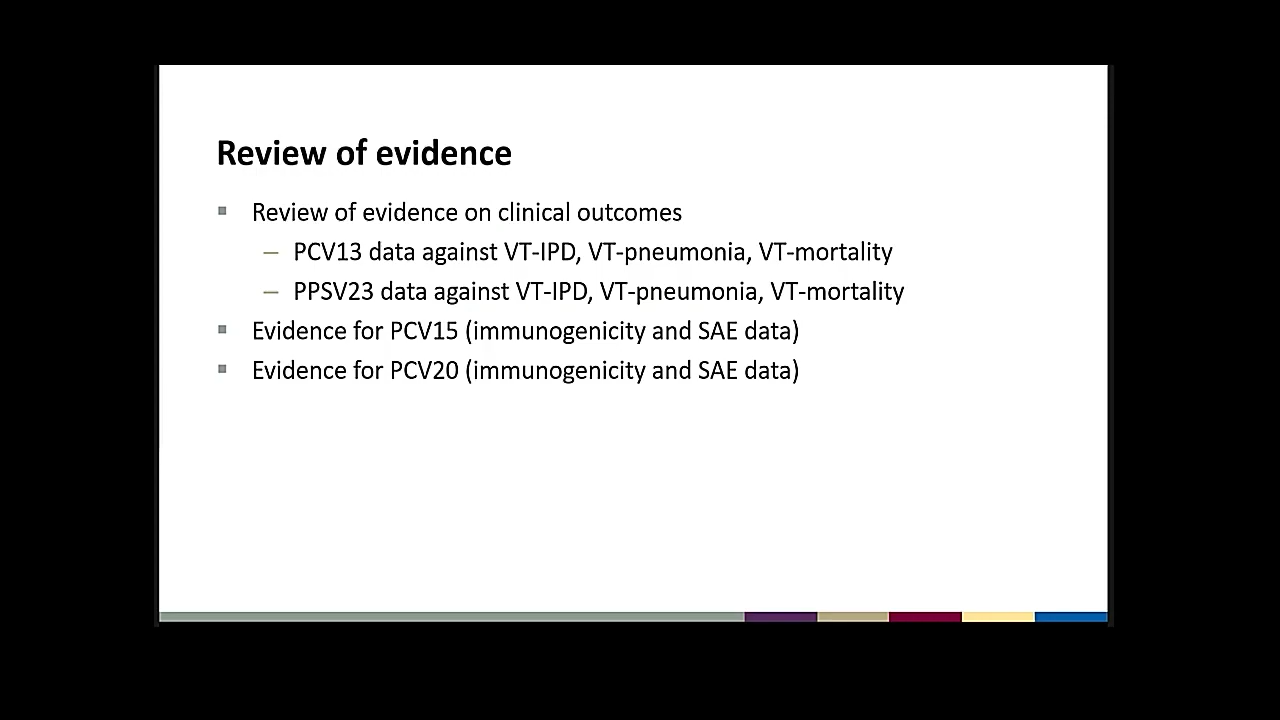 Review of evidence
▪ Review of evidence on clinical outcomes
– PCV13 data against VT-IPD, VT-pneumonia, VT-mortality
– PPSV23 data against VT-IPD, VT-pneumonia, VT-mortality
▪ Evidence for PCV15 (immunogenicity and SAE data)
▪ Evidence for PCV20 (immunogenicity and SAE data)